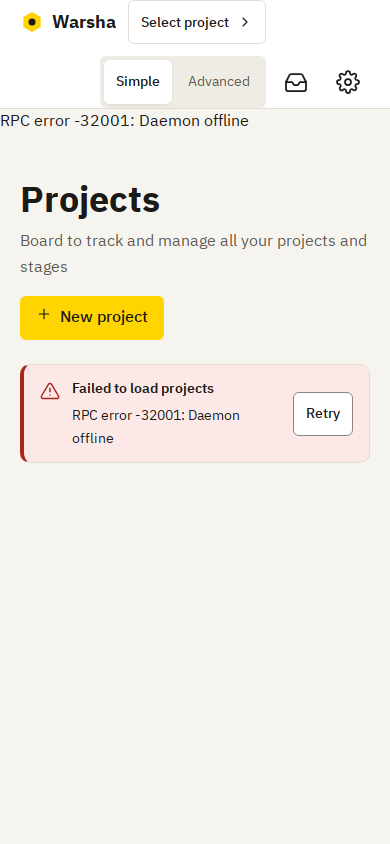 Warsha
Select project
Simple
Advanced
RPC error -32001: Daemon offline
Projects
Board to track and manage all your projects and
stages
New project
Failed to load projects
RPC error -32001: Daemon
offline
Retry